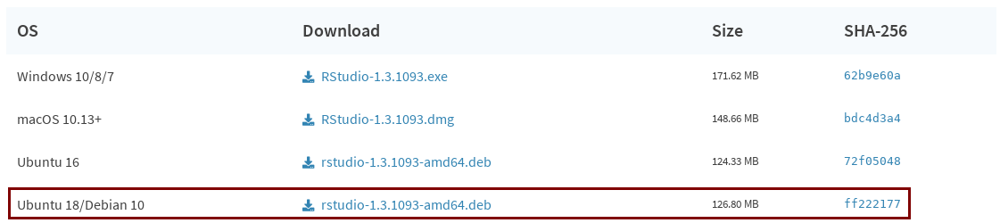 OS Download Size SHA-256
Windows 10/8/7 RStudio-1.3.1093.exe 171.62 MB 62b9e60a
macOS 10.13+ RStudio-1.3.1093.dmg 148.66 MB bdc4d3a4
Ubuntu 16 rstudio-1.3.1093-amd64.deb 124.33 MB 72f05048
Ubuntu 18/Debian 10 rstudio-1.3.1093-amd64.deb 126.80 MB ff222177